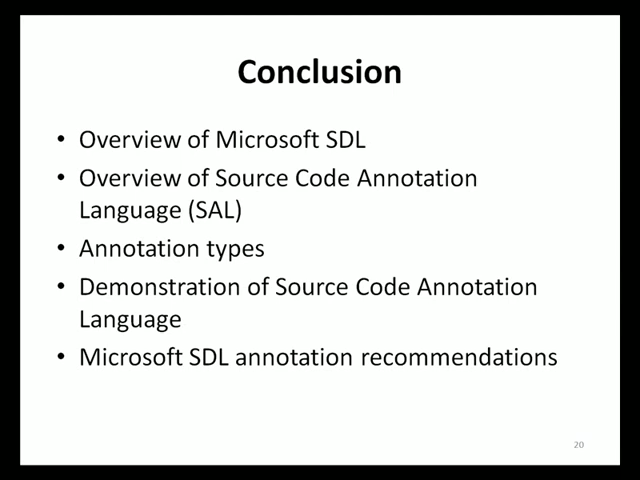 Conclusion
• Overview of Microsoft SDL
• Overview of Source Code Annotation
Language (SAL)
• Annotation types
• Demonstration of Source Code Annotation
Language
• Microsoft SDL annotation recommendations
20